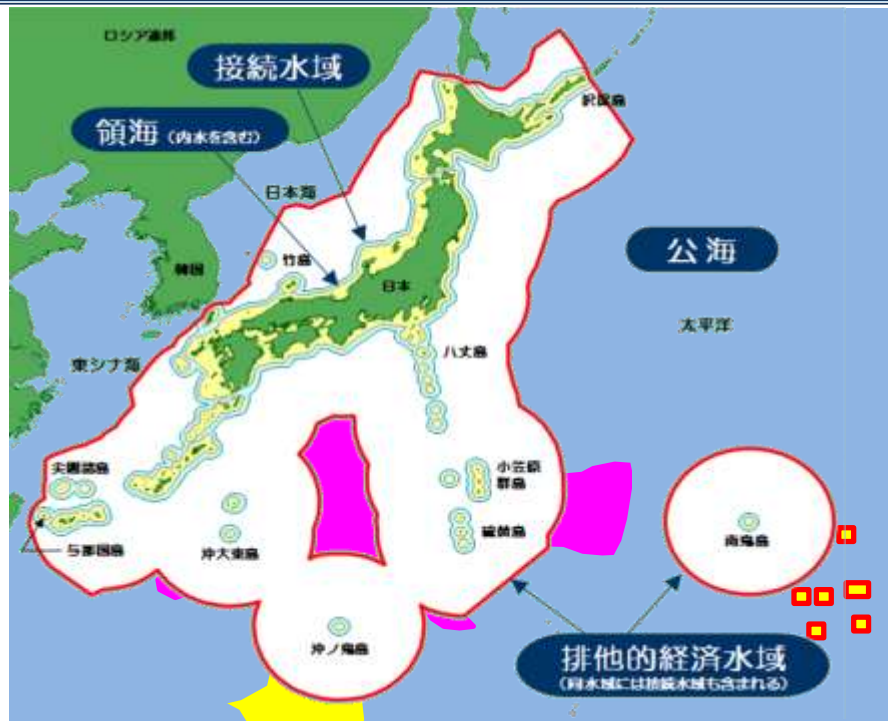 ロシア連邦
接続水域
択捉島
領海(内水を含む)
日本海
竹島
韓国
日本
公海
太平洋
東シナ海
八丈島
尖閣諸島
小笠原
群島
与那国島
沖大東島
硫黄島
南鳥島
沖ノ鳥島
排他的経済水域
(同水域には接続水域も含まれる)